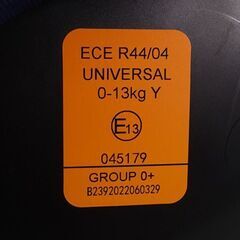 ECE R44/04
UNIVERSAL
0-13kg Y
E13
045179
GROUP 0+
B2392022060329